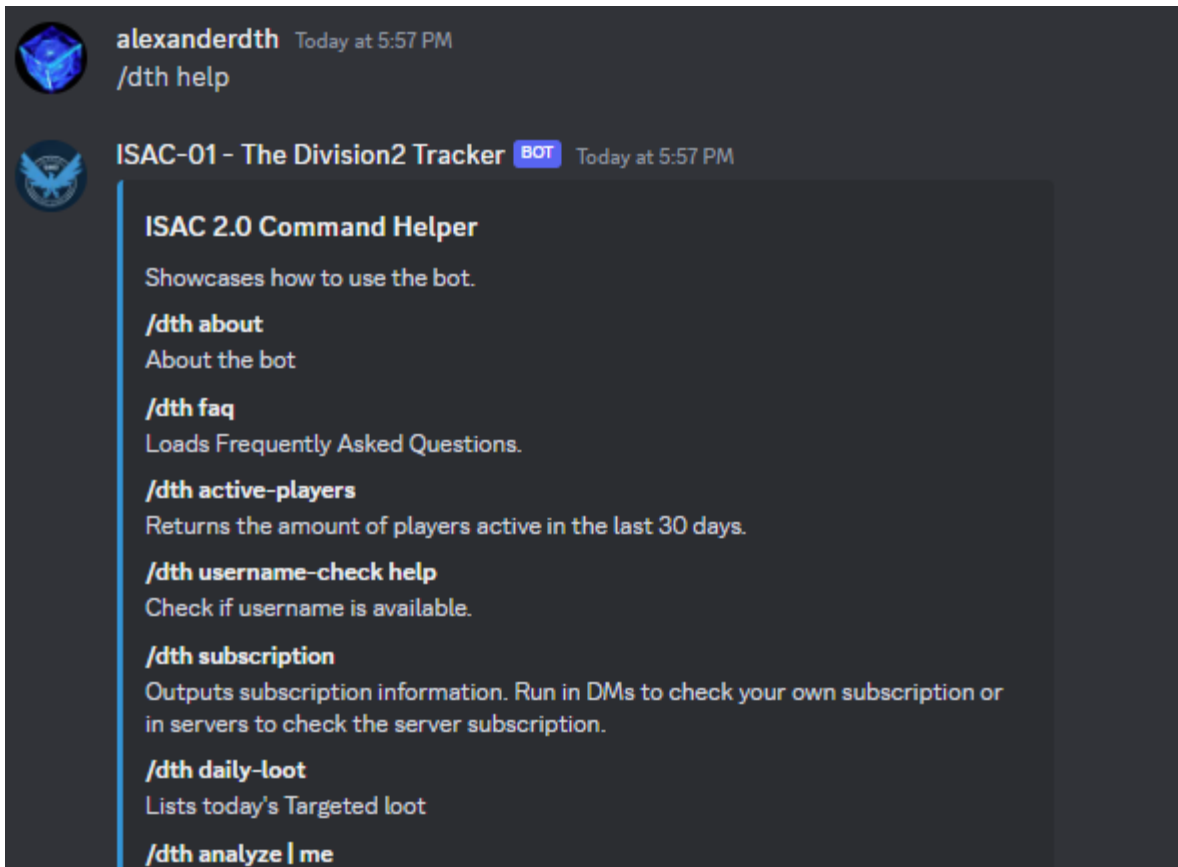 alexanderdth Today at 5:57 PM
/dth help
ISAC-01 - The Division2 Tracker BOT Today at 5:57 PM
ISAC 2.0 Command Helper
Showcases how to use the bot.
/dth about
About the bot
/dth faq
Loads Frequently Asked Questions.
/dth active-players
Returns the amount of players active in the last 30 days.
/dth username-check help
Check if username is available.
/dth subscription
Outputs subscription information. Run in DMs to check your own subscription or
in servers to check the server subscription.
/dth daily-loot
Lists today's Targeted loot
/dth analyze | me